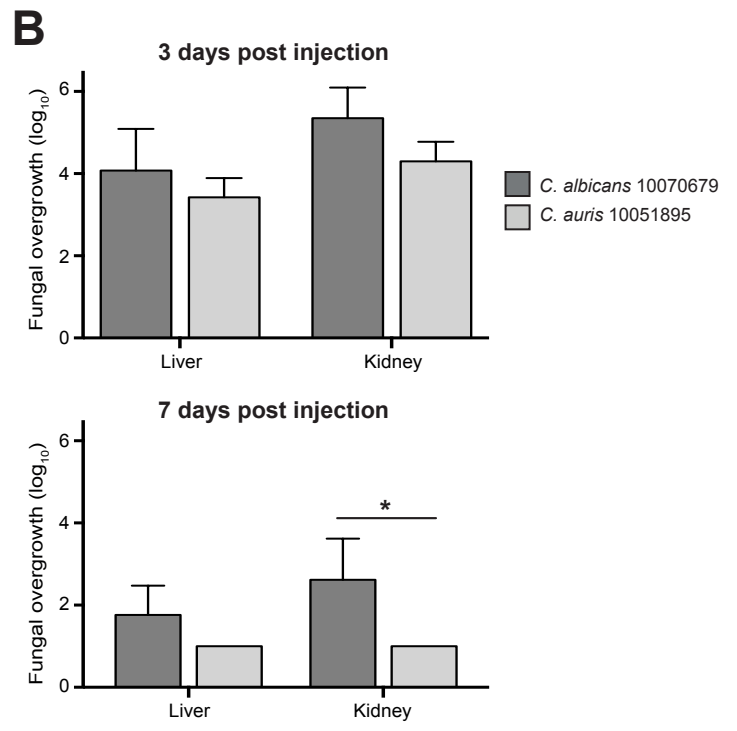 B
3 days post injection
Fungal overgrowth (log₁₀)
6
4
2
0
Liver Kidney
C. albicans 10070679
C. auris 10051895
7 days post injection
Fungal overgrowth (log₁₀)
6
4
2
0
*
Liver Kidney